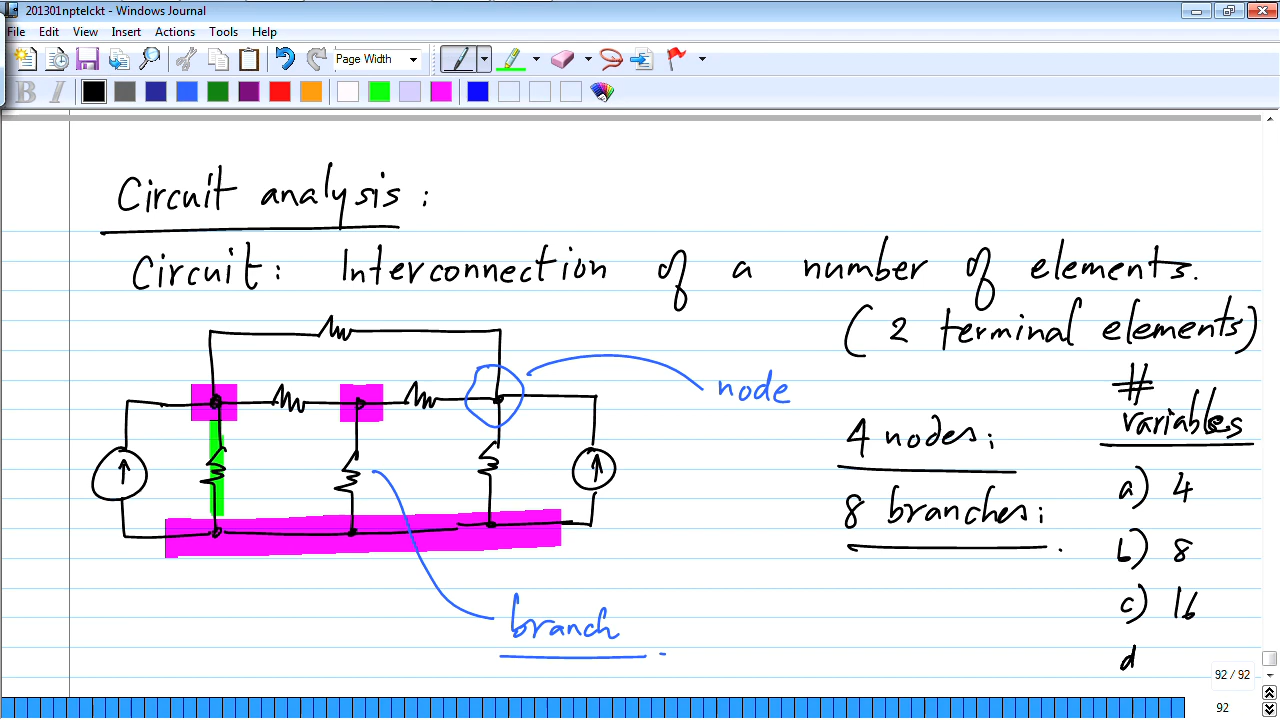 201301nptelckt - Windows Journal
File Edit View Insert Actions Tools Help
Page Width
B I
Circuit analysis :
Circuit : Interconnection of a number of elements.
( 2 terminal elements)
node
#
variables
4 nodes :
a) 4
8 branches :
b) 8
c) 16
branch
d
92 / 92
92